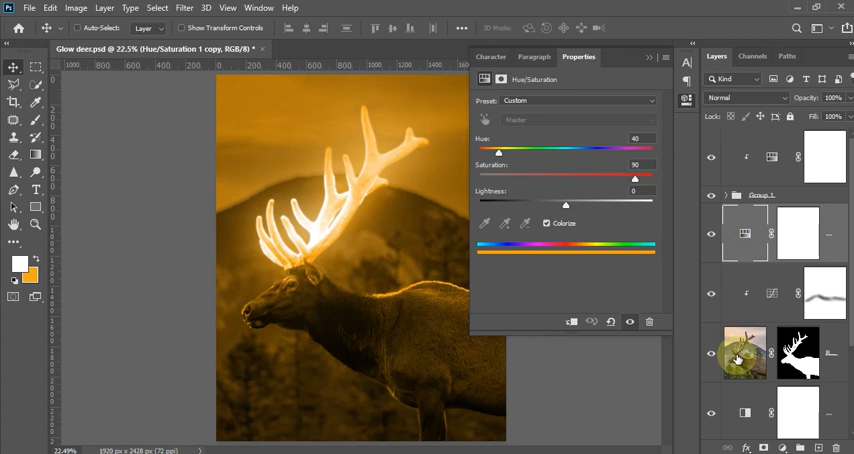 Ps File Edit Image Layer Type Select Filter 3D View Window Help
Auto-Select: Layer Show Transform Controls 3D Mode:
Glow deer.psd @ 22.5% (Hue/Saturation 1 copy, RGB/8) *
Character Paragraph Properties
Hue/Saturation
Preset: Custom
Master
Hue: 40
Saturation: 90
Lightness: 0
Colorize
Layers Channels Paths
Kind
Normal Opacity: 100%
Lock: Fill: 100%
Group 1
22.49% 1920 px x 2428 px (72 ppi)